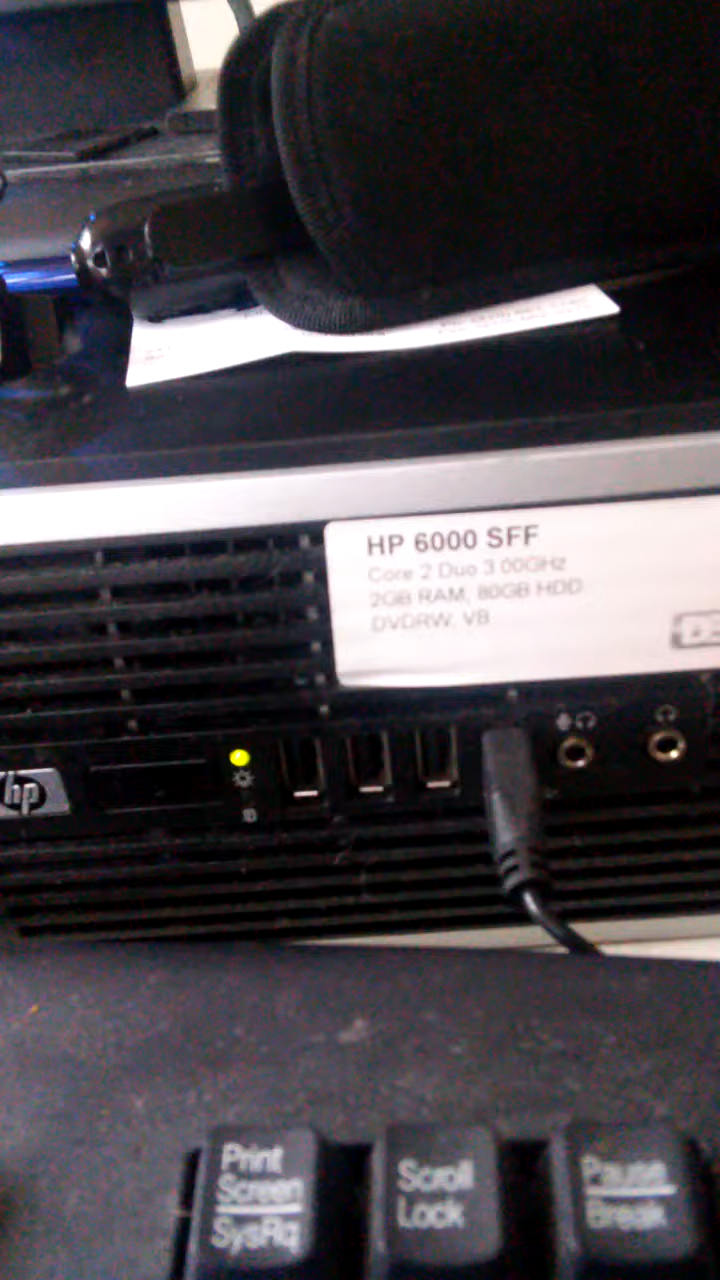 HP 6000 SFF
Core 2 Duo 3.00GHz
2GB RAM, 80GB HDD
DVDRW, VB
hp
Print
Screen
SysRq
Scroll
Lock
Pause
Break